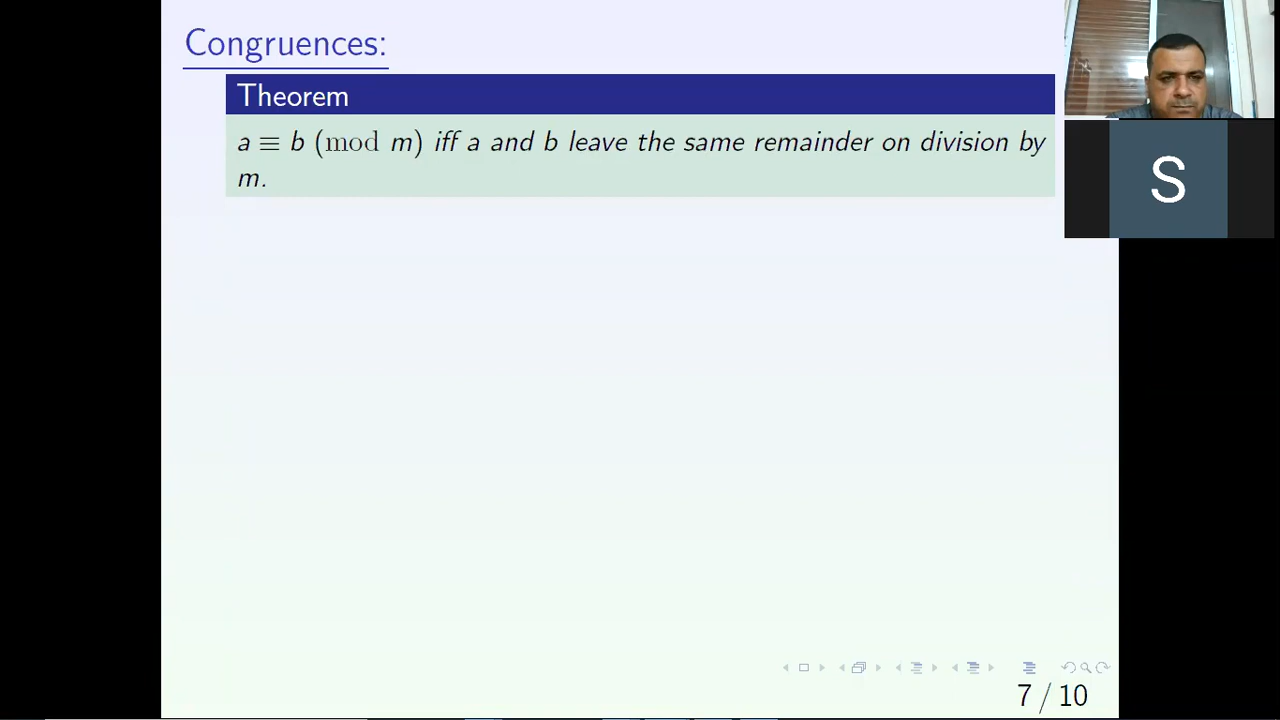 Congruences:
Theorem
a ≡ b (mod m) iff a and b leave the same remainder on division by
m.
S
7 / 10